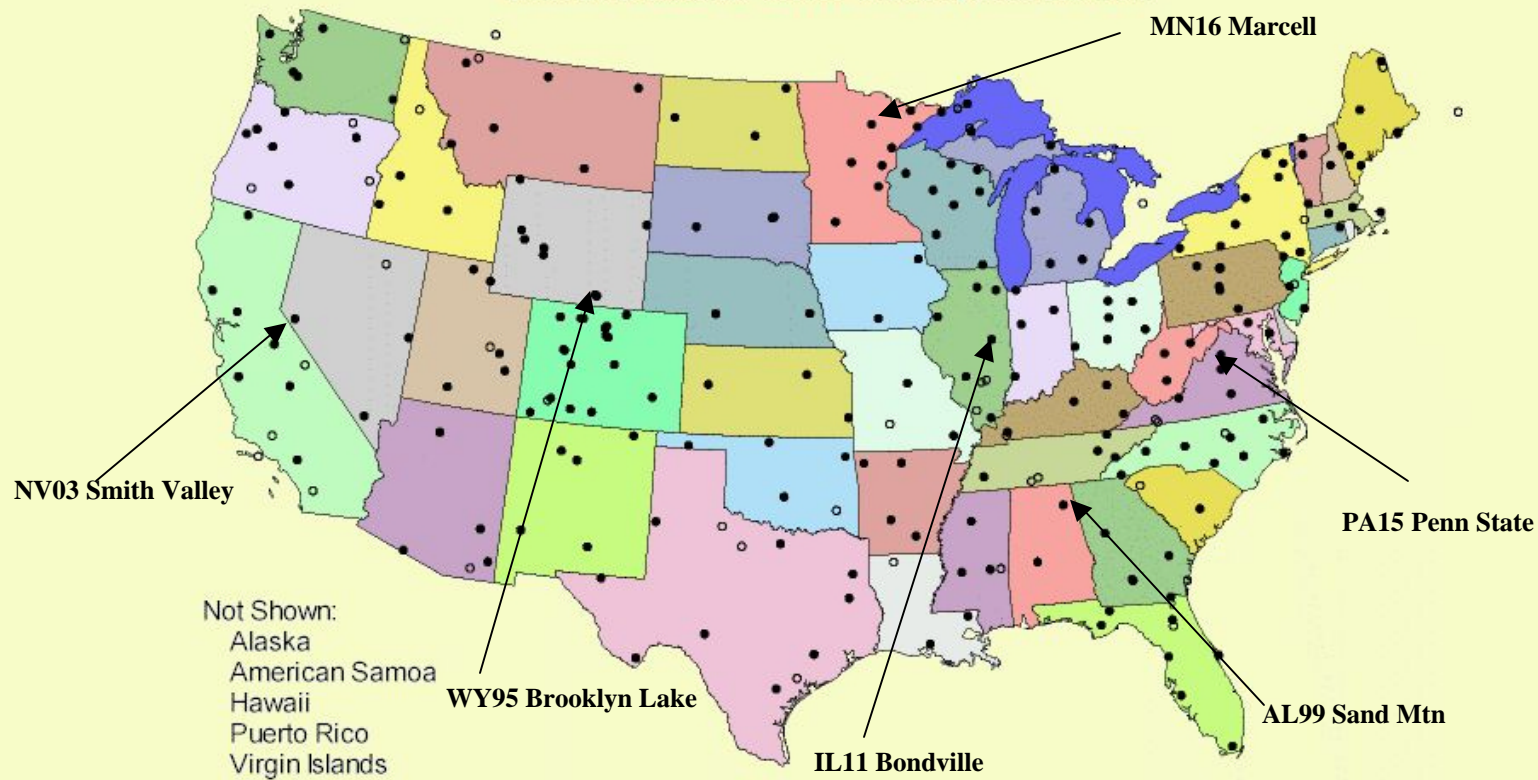 MN16 Marcell
NV03 Smith Valley
PA15 Penn State
Not Shown:
Alaska
American Samoa
Hawaii
Puerto Rico
Virgin Islands
WY95 Brooklyn Lake
IL11 Bondville
AL99 Sand Mtn